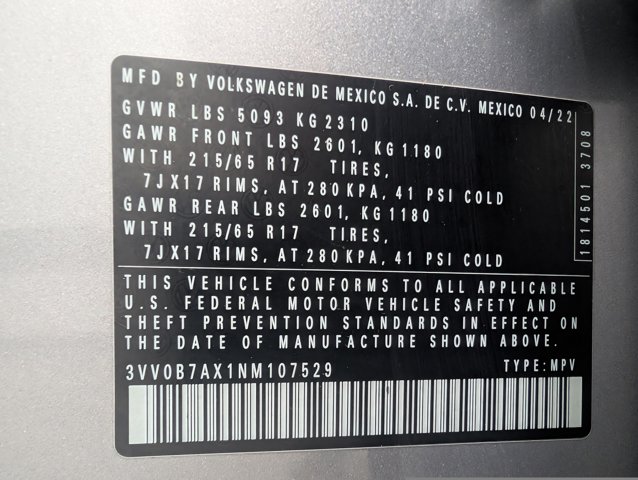 MFD BY VOLKSWAGEN DE MEXICO S.A. DE C.V. MEXICO 04/22
GVWR LBS 5093 KG 2310
GAWR FRONT LBS 2601, KG 1180
WITH 215/65 R17 TIRES,
7JX17 RIMS, AT 280 KPA, 41 PSI COLD
GAWR REAR LBS 2601, KG 1180
WITH 215/65 R17 TIRES,
7JX17 RIMS, AT 280 KPA, 41 PSI COLD
1814501 3708
THIS VEHICLE CONFORMS TO ALL APPLICABLE
U.S. FEDERAL MOTOR VEHICLE SAFETY AND
THEFT PREVENTION STANDARDS IN EFFECT ON
THE DATE OF MANUFACTURE SHOWN ABOVE.
3VV0B7AX1NM107529 TYPE:MPV